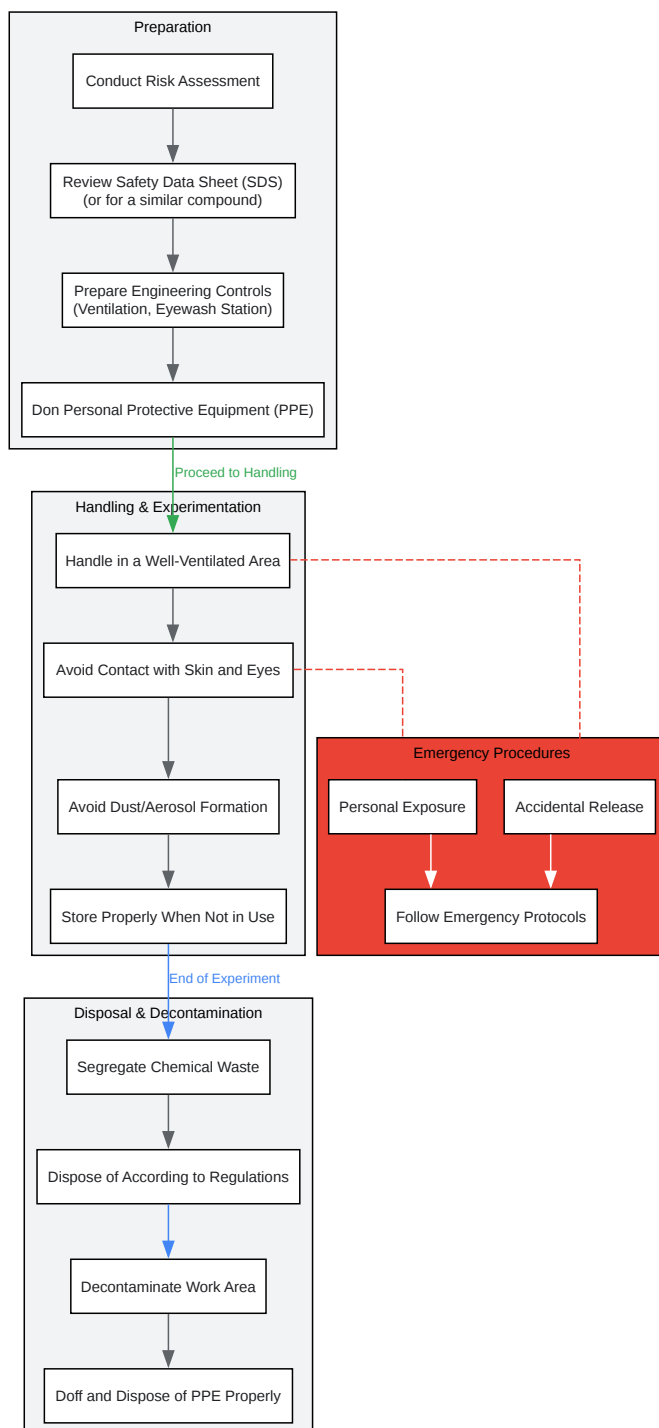 Preparation
Conduct Risk Assessment
Review Safety Data Sheet (SDS)
(or for a similar compound)
Prepare Engineering Controls
(Ventilation, Eyewash Station)
Don Personal Protective Equipment (PPE)
Proceed to Handling
Handling & Experimentation
Handle in a Well-Ventilated Area
Avoid Contact with Skin and Eyes
Avoid Dust/Aerosol Formation
Store Properly When Not in Use
Emergency Procedures
Personal Exposure
Accidental Release
Follow Emergency Protocols
End of Experiment
Disposal & Decontamination
Segregate Chemical Waste
Dispose of According to Regulations
Decontaminate Work Area
Doff and Dispose of PPE Properly